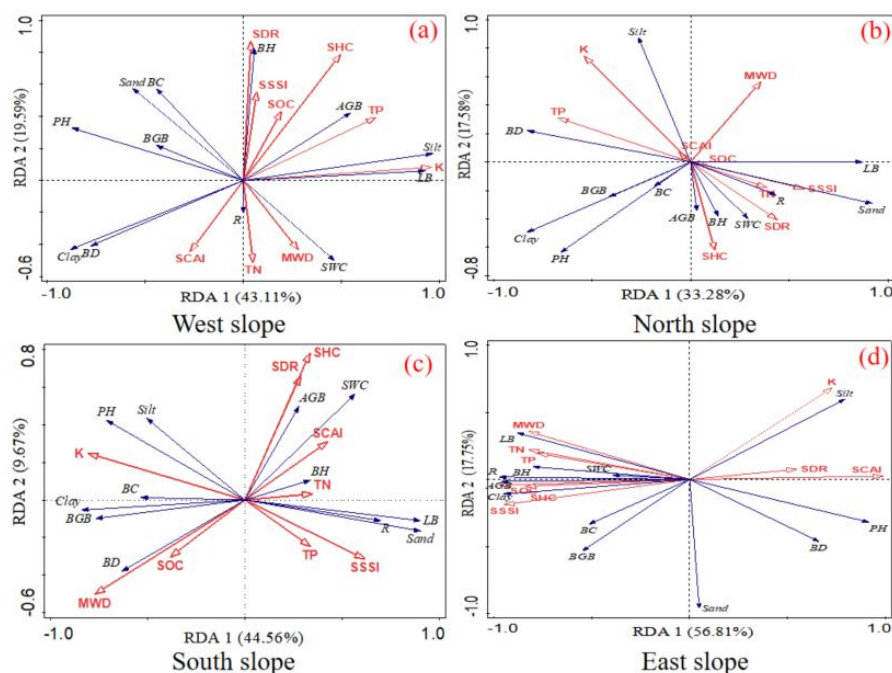 1.0
(a)
SDR
BH
SHC
Sand BC
SSSI
SOC
AGB
TP
PH
BGB
Silt
K
LB
R
Clay BD
SCAI
TN
MWD
SWC
RDA 2 (19.59%)
-0.6
-1.0
RDA 1 (43.11%)
1.0
West slope
1.0
(b)
Silt
K
MWD
TP
BD
SCAI
SOC
LB
BGB
BC
SSSI
R
Sand
AGB
BH
SWC
SDR
Clay
PH
SHC
RDA 2 (17.58%)
-0.8
-1.0
RDA 1 (33.28%)
1.0
North slope
0.8
(c)
SHC
SDR
SWC
AGB
PH
Silt
SCAI
K
BH
TN
BC
Clay
BGB
LB
R
Sand
BD
SOC
TP
SSSI
MWD
RDA 2 (9.67%)
-0.6
-1.0
RDA 1 (44.56%)
1.0
South slope
1.0
(d)
K
Silt
MWD
LB
TN
TP
R
BH
SWC
SDR
SCAI
AGB
Clay
SHC
SSSI
BC
PH
BGB
BD
Sand
RDA 2 (17.75%)
-1.0
-1.0
RDA 1 (56.81%)
1.0
East slope